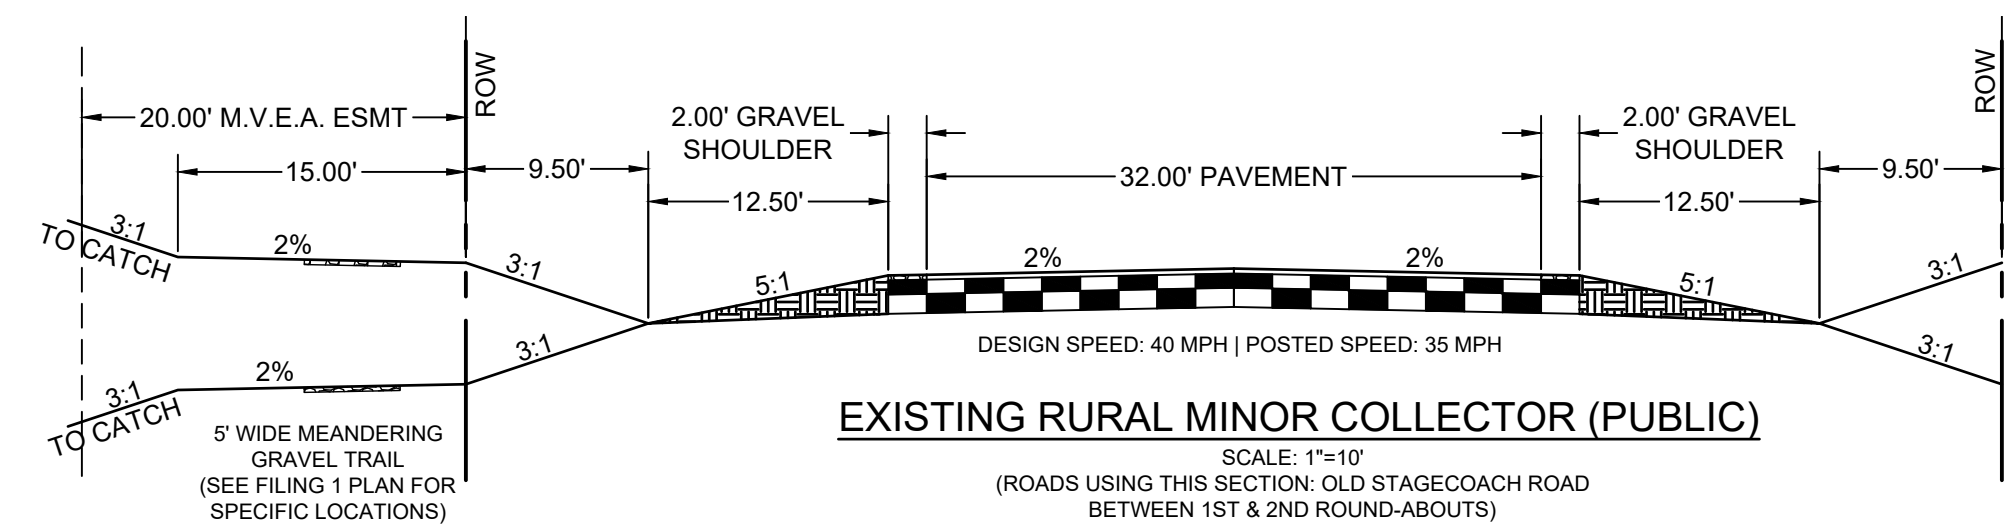 20.00' M.V.E.A. ESMT
ROW
15.00'
9.50'
2.00' GRAVEL
SHOULDER
12.50'
32.00' PAVEMENT
2.00' GRAVEL
SHOULDER
12.50'
9.50'
ROW
3:1
TO CATCH
2%
3:1
5:1
2%
2%
5:1
3:1
3:1
TO CATCH
2%
3:1
3:1
DESIGN SPEED: 40 MPH | POSTED SPEED: 35 MPH
5' WIDE MEANDERING
GRAVEL TRAIL
(SEE FILING 1 PLAN FOR
SPECIFIC LOCATIONS)
EXISTING RURAL MINOR COLLECTOR (PUBLIC)
SCALE: 1"=10'
(ROADS USING THIS SECTION: OLD STAGECOACH ROAD
BETWEEN 1ST & 2ND ROUND-ABOUTS)